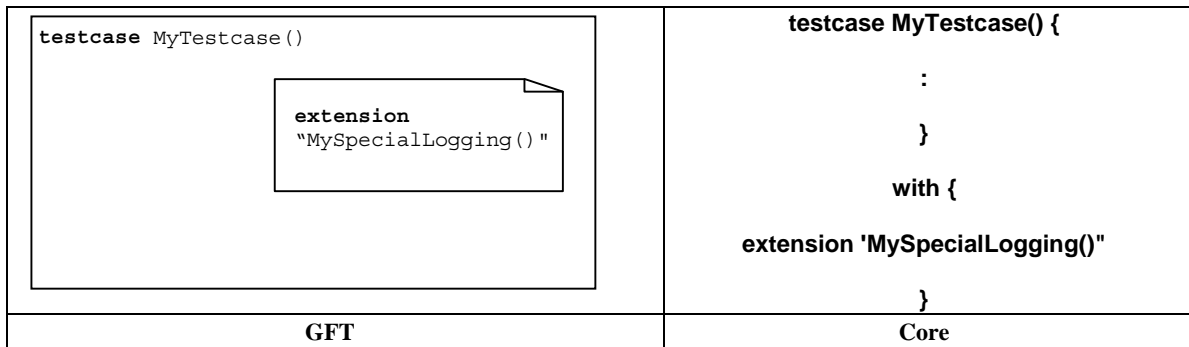 testcase MyTestcase()
extension
“MySpecialLogging()"
testcase MyTestcase() {
:
}
with {
extension 'MySpecialLogging()"
}
GFT
Core